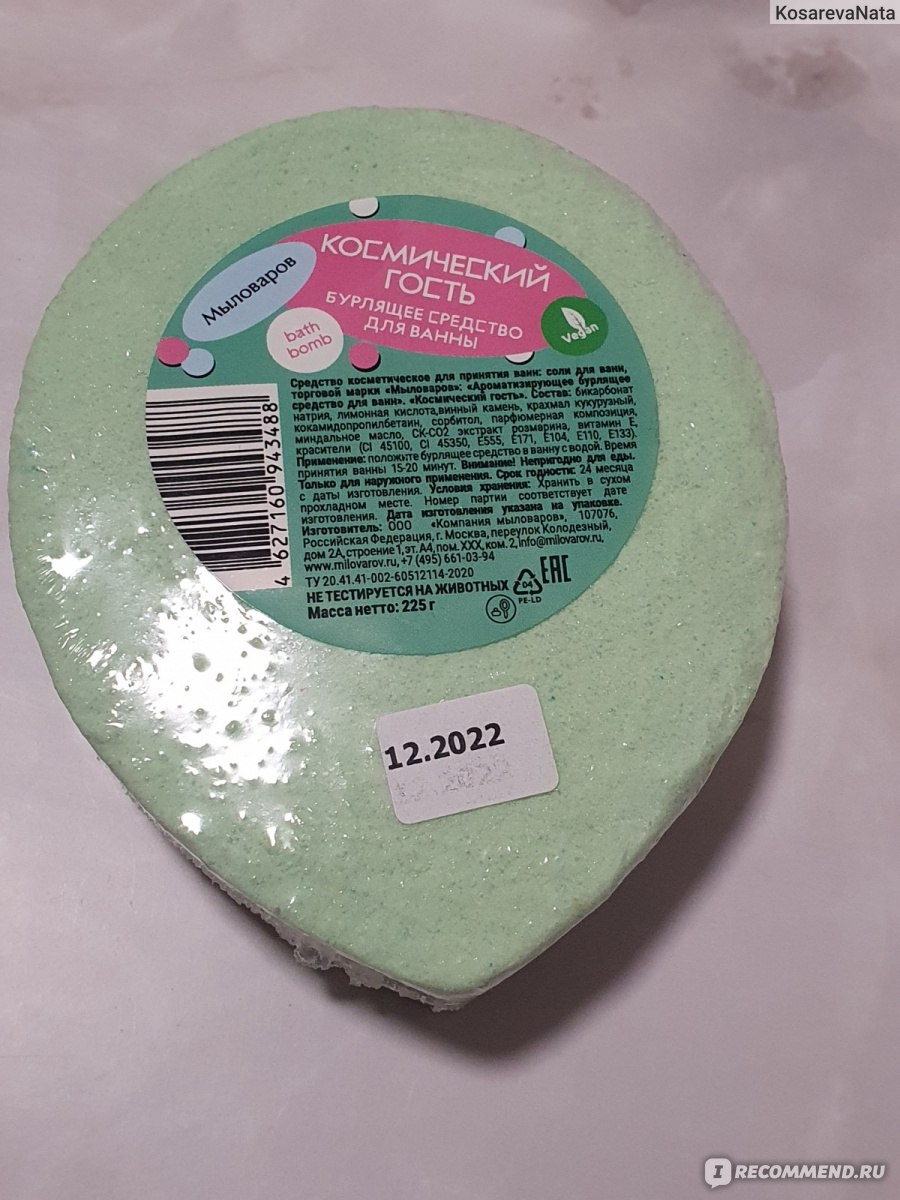 KosarevaNata
Мыловаров
КОСМИЧЕСКИЙ
ГОСТЬ
БУРЛЯЩЕЕ СРЕДСТВО
ДЛЯ ВАННЫ
bath
bomb
Vegan
Средство косметическое для принятия ванн: соли для ванн,
торговой марки «Мыловаров»: «Ароматизирующее бурлящее
средство для ванн». «Космический гость». Состав: бикарбонат
натрия, лимонная кислота,винный камень, крахмал кукурузный,
кокамидопропилбетаин, сорбитол, парфюмерная композиция,
миндальное масло, СК-СО2 экстракт розмарина, витамин Е,
красители (CI 45100, CI 45350, E555, E171, E104, E110, E133).
Применение: положите бурлящее средство в ванну с водой. Время
принятия ванны 15-20 минут. Внимание! Непригодно для еды.
Только для наружного применения. Срок годности: 24 месяца
с даты изготовления. Условия хранения: Хранить в сухом
прохладном месте. Номер партии соответствует дате
изготовления. Дата изготовления указана на упаковке.
Изготовитель: ООО «Компания мыловаров», 107076,
Российская Федерация, г. Москва, переулок Колодезный,
дом 2А,строение 1,эт.А4,пом.XXX,ком.2,info@milovarov.ru,
www.milovarov.ru,+7 (495) 661-03-94
ТУ 20.41.41-002-60512114-2020
НЕ ТЕСТИРУЕТСЯ НА ЖИВОТНЫХ
Масса нетто: 225 г
04
PE-LD
EAC
4 627160 943488
12.2022
IRECOMMEND.RU